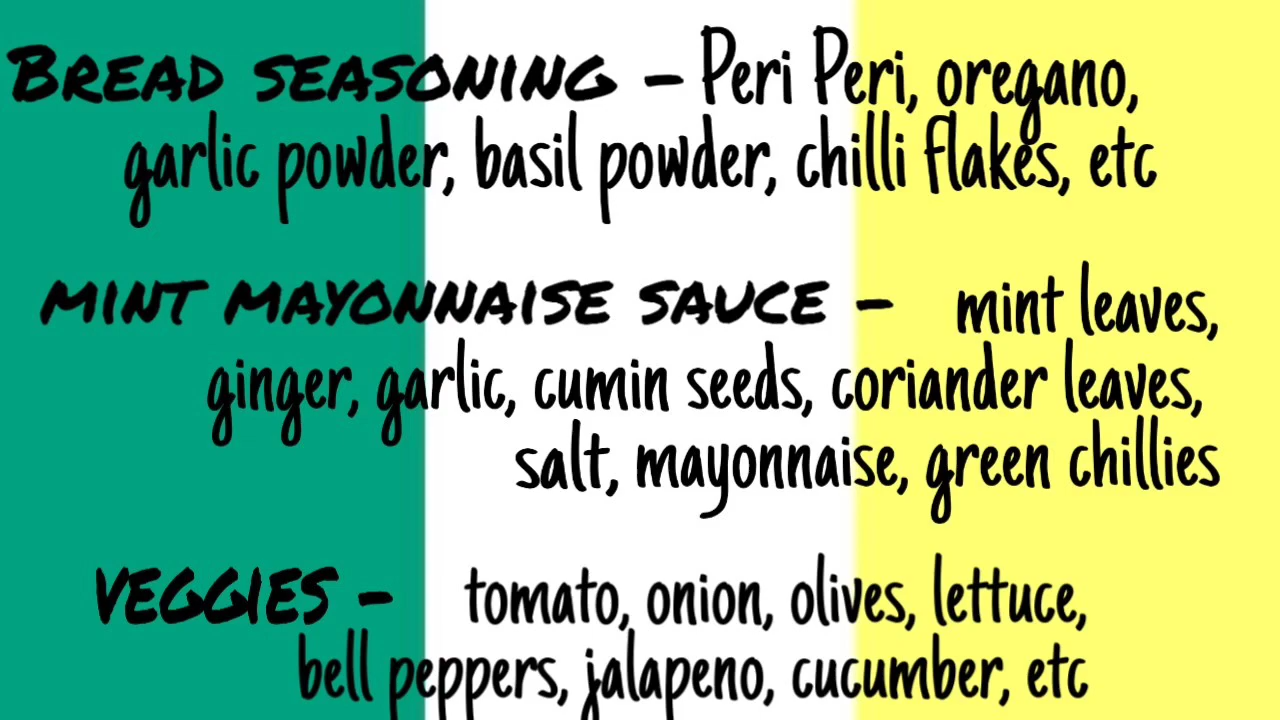 BREAD SEASONING - Peri Peri, oregano,
garlic powder, basil powder, chilli flakes, etc
MINT MAYONNAISE SAUCE - mint leaves,
ginger, garlic, cumin seeds, coriander leaves,
salt, mayonnaise, green chillies
VEGGIES - tomato, onion, olives, lettuce,
bell peppers, jalapeno, cucumber, etc